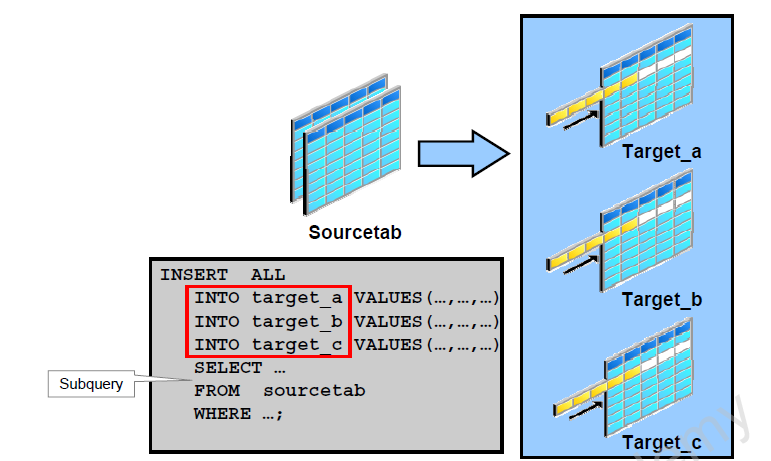 Sourcetab
Target_a
Target_b
Target_c
INSERT ALL
INTO target_a VALUES(…,…,…)
INTO target_b VALUES(…,…,…)
INTO target_c VALUES(…,…,…)
SELECT …
FROM sourcetab
WHERE …;
Subquery